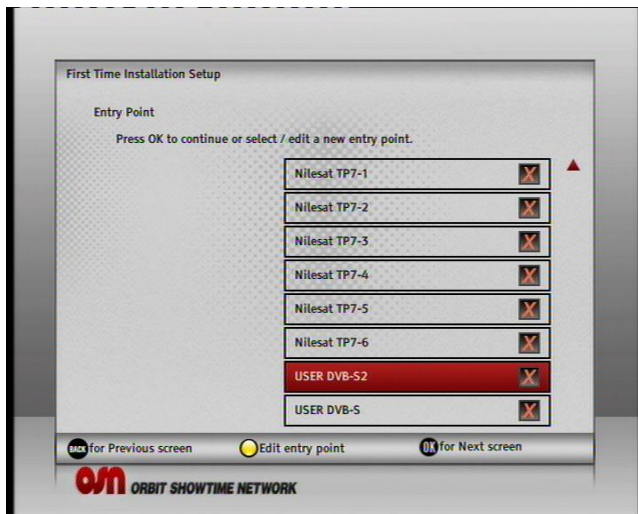 First Time Installation Setup
Entry Point
Press OK to continue or select / edit a new entry point.
Nilesat TP7-1
Nilesat TP7-2
Nilesat TP7-3
Nilesat TP7-4
Nilesat TP7-5
Nilesat TP7-6
USER DVB-S2
USER DVB-S
BACK for Previous screen Edit entry point OK for Next screen
OSN ORBIT SHOWTIME NETWORK